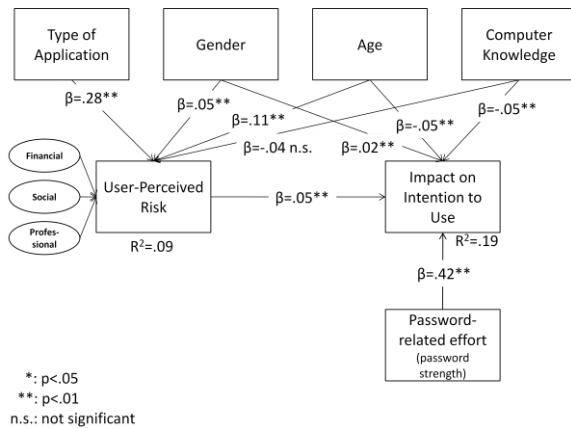 Type of
Application
Gender
Age
Computer
Knowledge
β=.28**
β=.05**
β=.11**
β=-.04 n.s.
β=.02**
β=-.05**
β=-.05**
Financial
Social
Profes-
sional
User-Perceived
Risk
R²=.09
β=.05**
Impact on
Intention to
Use
R²=.19
β=.42**
Password-
related effort
(password
strength)
*: p<.05
**: p<.01
n.s.: not significant